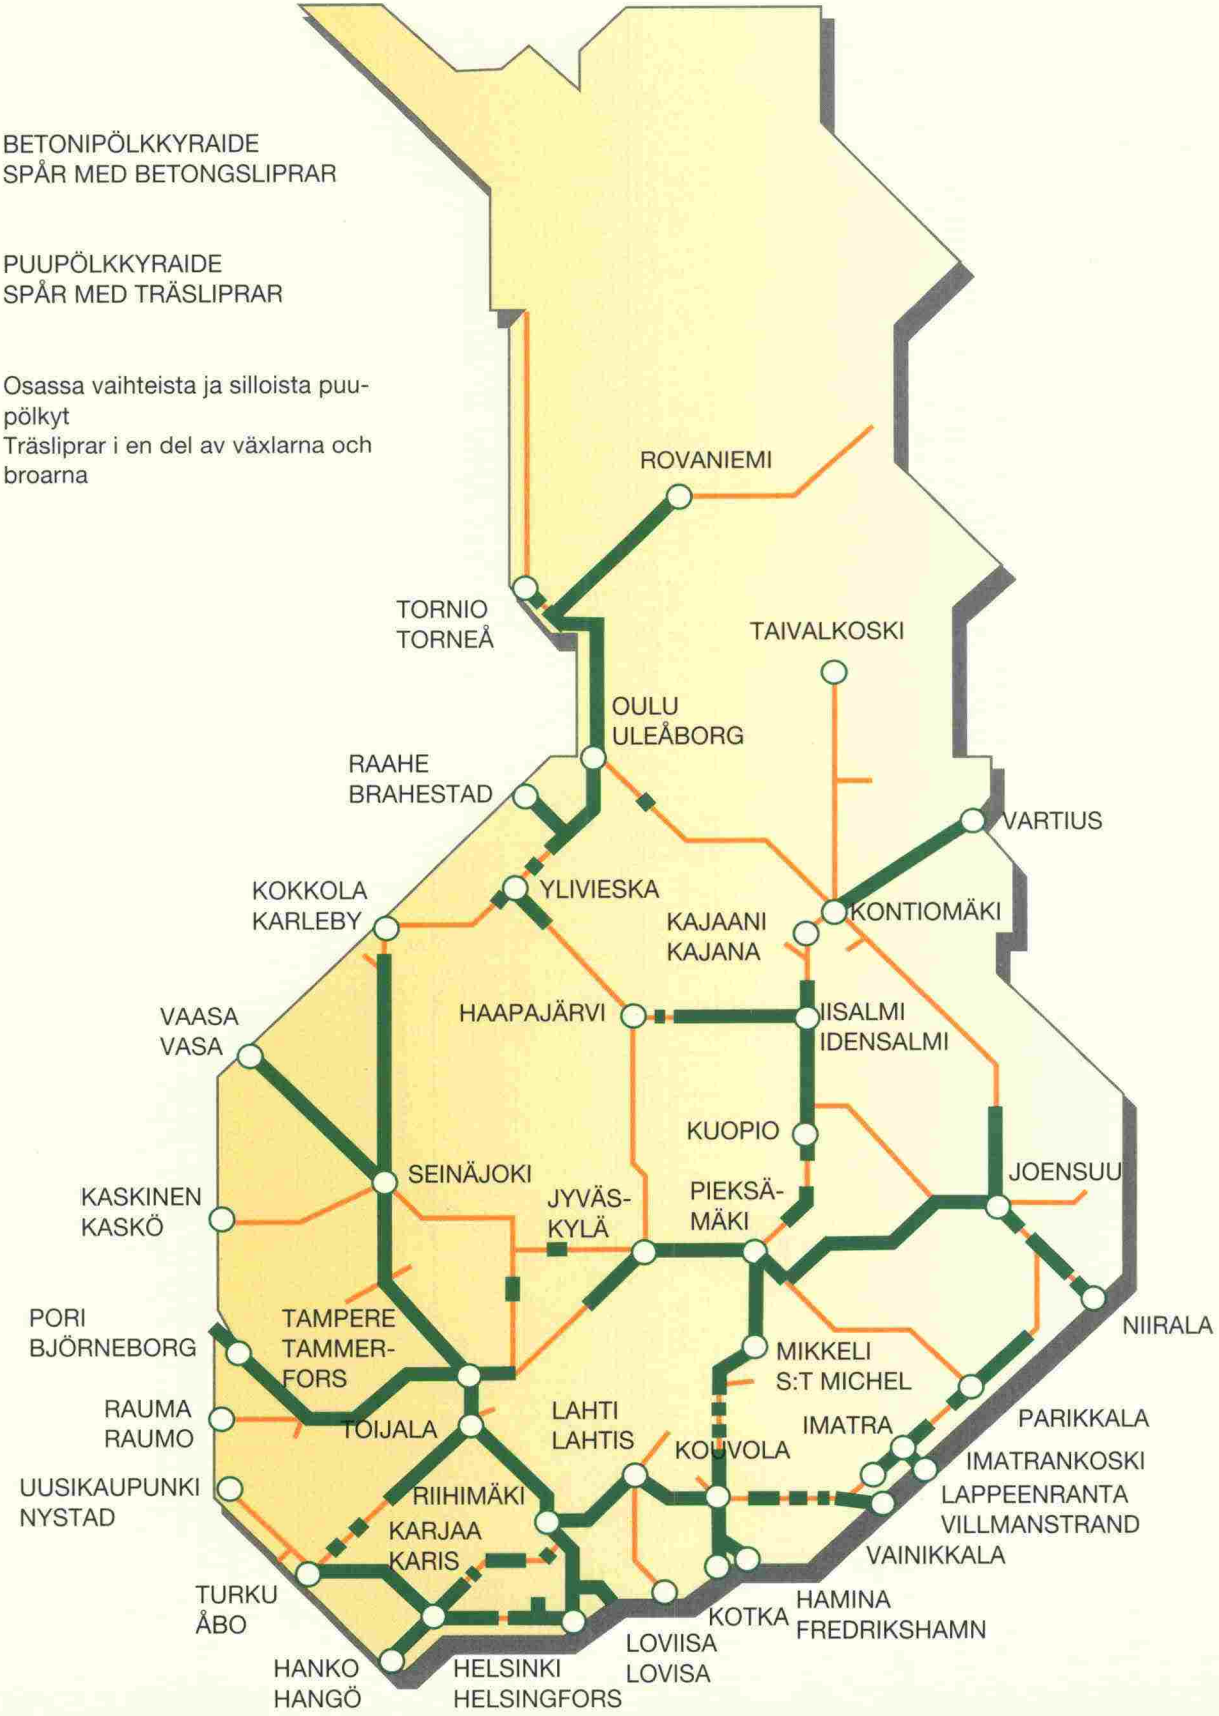 BETONIPÖLKKYRAIDE
SPÅR MED BETONGSLIPRAR
PUUPÖLKKYRAIDE
SPÅR MED TRÄSLIPRAR
Osassa vaihteista ja silloista puu-
pölkyt
Träsliprar i en del av växlarna och
broarna
ROVANIEMI
TORNIO
TORNEÅ
TAIVALKOSKI
OULU
ULEÅBORG
RAAHE
BRAHESTAD
VARTIUS
KOKKOLA
KARLEBY
YLIVIESKA
KAJAANI
KAJANA
KONTIOMÄKI
HAAPAJÄRVI
IISALMI
IDENSALMI
VAASA
VASA
KUOPIO
SEINÄJOKI
JOENSUU
KASKINEN
KASKÖ
JYVÄS-
KYLÄ
PIEKSÄ-
MÄKI
PORI
BJÖRNEBORG
TAMPERE
TAMMER-
FORS
NIIRALA
MIKKELI
S:T MICHEL
RAUMA
RAUMO
TOIJALA
LAHTI
LAHTIS
KOUVOLA
IMATRA
PARIKKALA
IMATRANKOSKI
UUSIKAUPUNKI
NYSTAD
RIIHIMÄKI
LAPPEENRANTA
VILLMANSTRAND
KARJAA
KARIS
VAINIKKALA
TURKU
ÅBO
KOTKA
HAMINA
FREDRIKSHAMN
LOVIISA
LOVISA
HANKO
HANGÖ
HELSINKI
HELSINGFORS